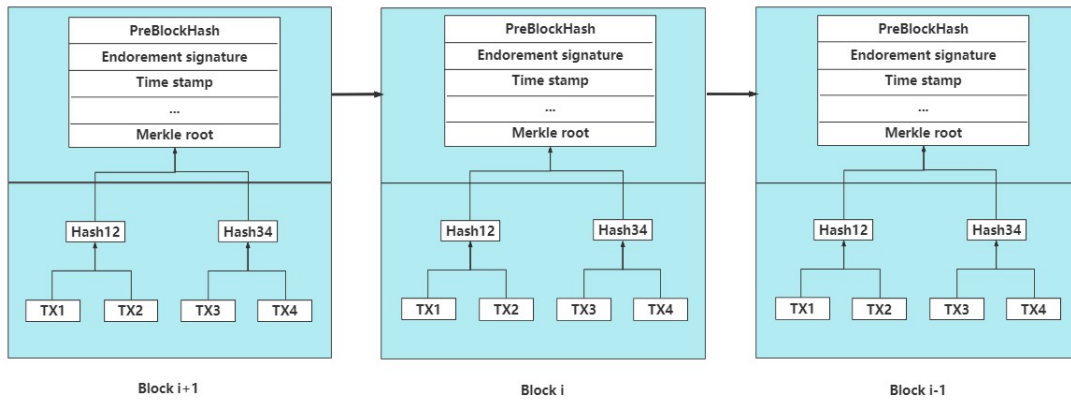 PreBlockHash
Endorement signature
Time stamp
...
Merkle root
Hash12
Hash34
TX1
TX2
TX3
TX4
Block i+1
PreBlockHash
Endorement signature
Time stamp
...
Merkle root
Hash12
Hash34
TX1
TX2
TX3
TX4
Block i
PreBlockHash
Endorement signature
Time stamp
...
Merkle root
Hash12
Hash34
TX1
TX2
TX3
TX4
Block i-1